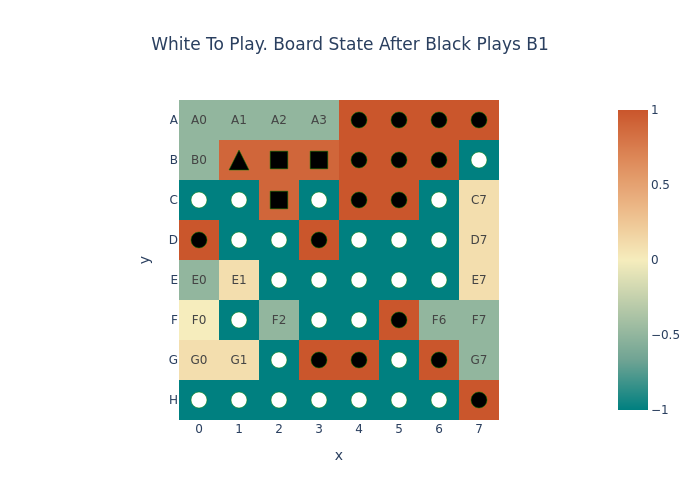 White To Play. Board State After Black Plays B1
A A0 A1 A2 A3
B B0
C C7
D D7
E E0 E1 E7
F F0 F2 F6 F7
G G0 G1 G7
H
0 1 2 3 4 5 6 7
x
y
1
0.5
0
−0.5
−1